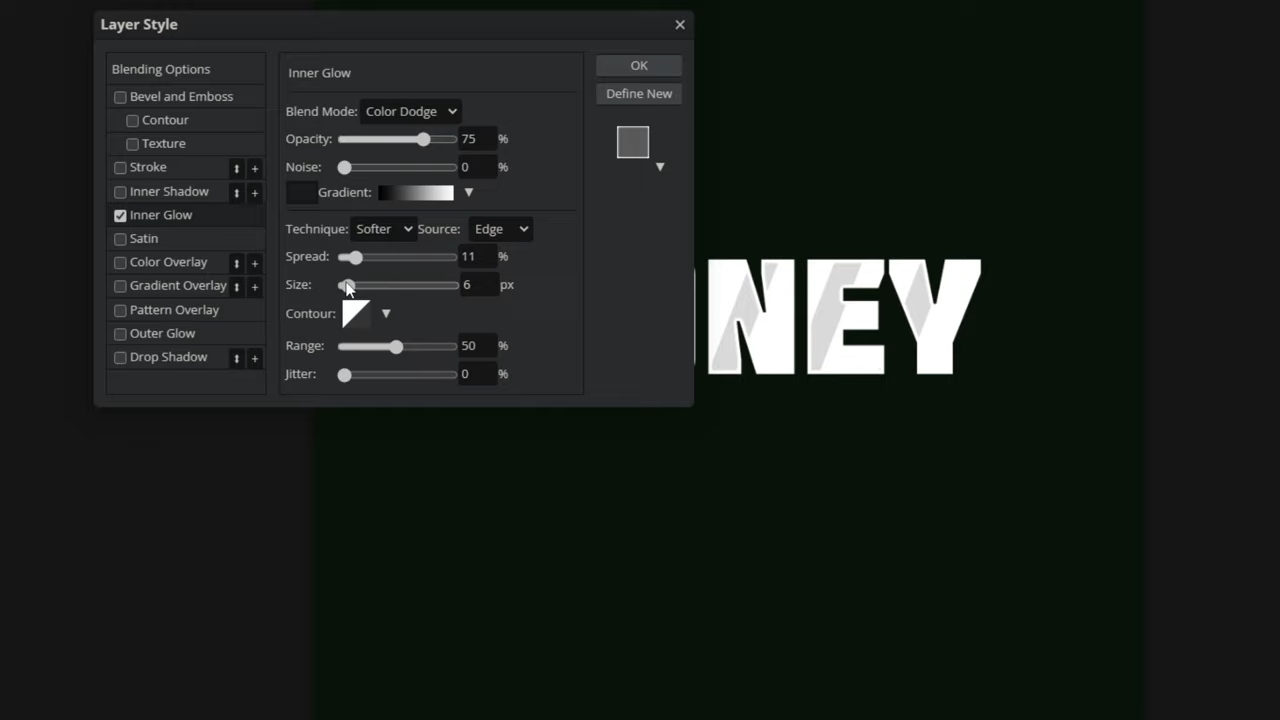 Layer Style
Blending Options
Bevel and Emboss
Contour
Texture
Stroke
+
Inner Shadow
+
Inner Glow
Satin
Color Overlay
+
Gradient Overlay
+
Pattern Overlay
Outer Glow
Drop Shadow
+
Inner Glow
Blend Mode: Color Dodge
Opacity: 75 %
Noise: 0 %
Gradient:
Technique: Softer Source: Edge
Spread: 11 %
Size: 6 px
Contour:
Range: 50 %
Jitter: 0 %
OK
Define New
NEY